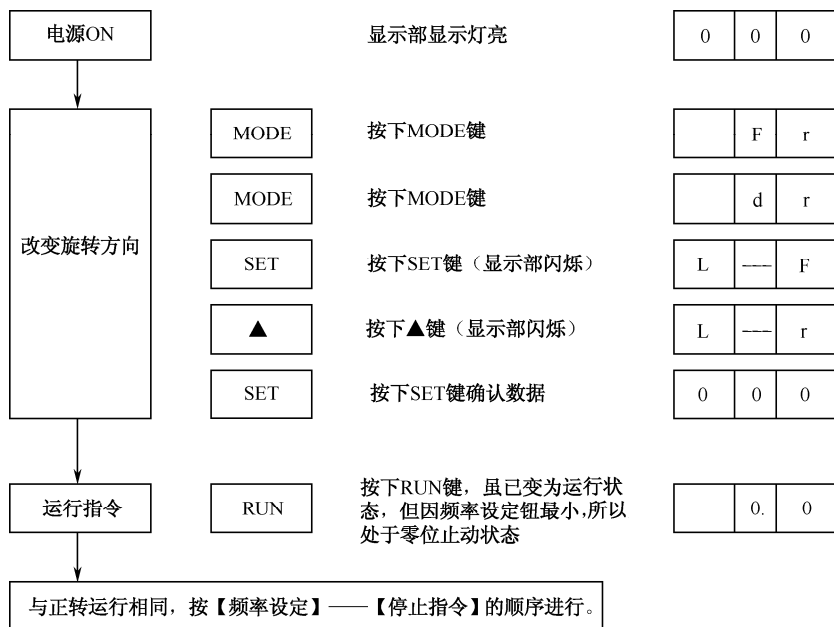 电源ON 显示部显示灯亮 0 0 0
MODE 按下MODE键 F r
MODE 按下MODE键 d r
改变旋转方向
SET 按下SET键（显示部闪烁） L --- F
▲ 按下▲键（显示部闪烁） L --- r
SET 按下SET键确认数据 0 0 0
运行指令 RUN 按下RUN键，虽已变为运行状
态，但因频率设定钮最小，所以
处于零位止动状态
0. 0
与正转运行相同，按【频率设定】——【停止指令】的顺序进行。